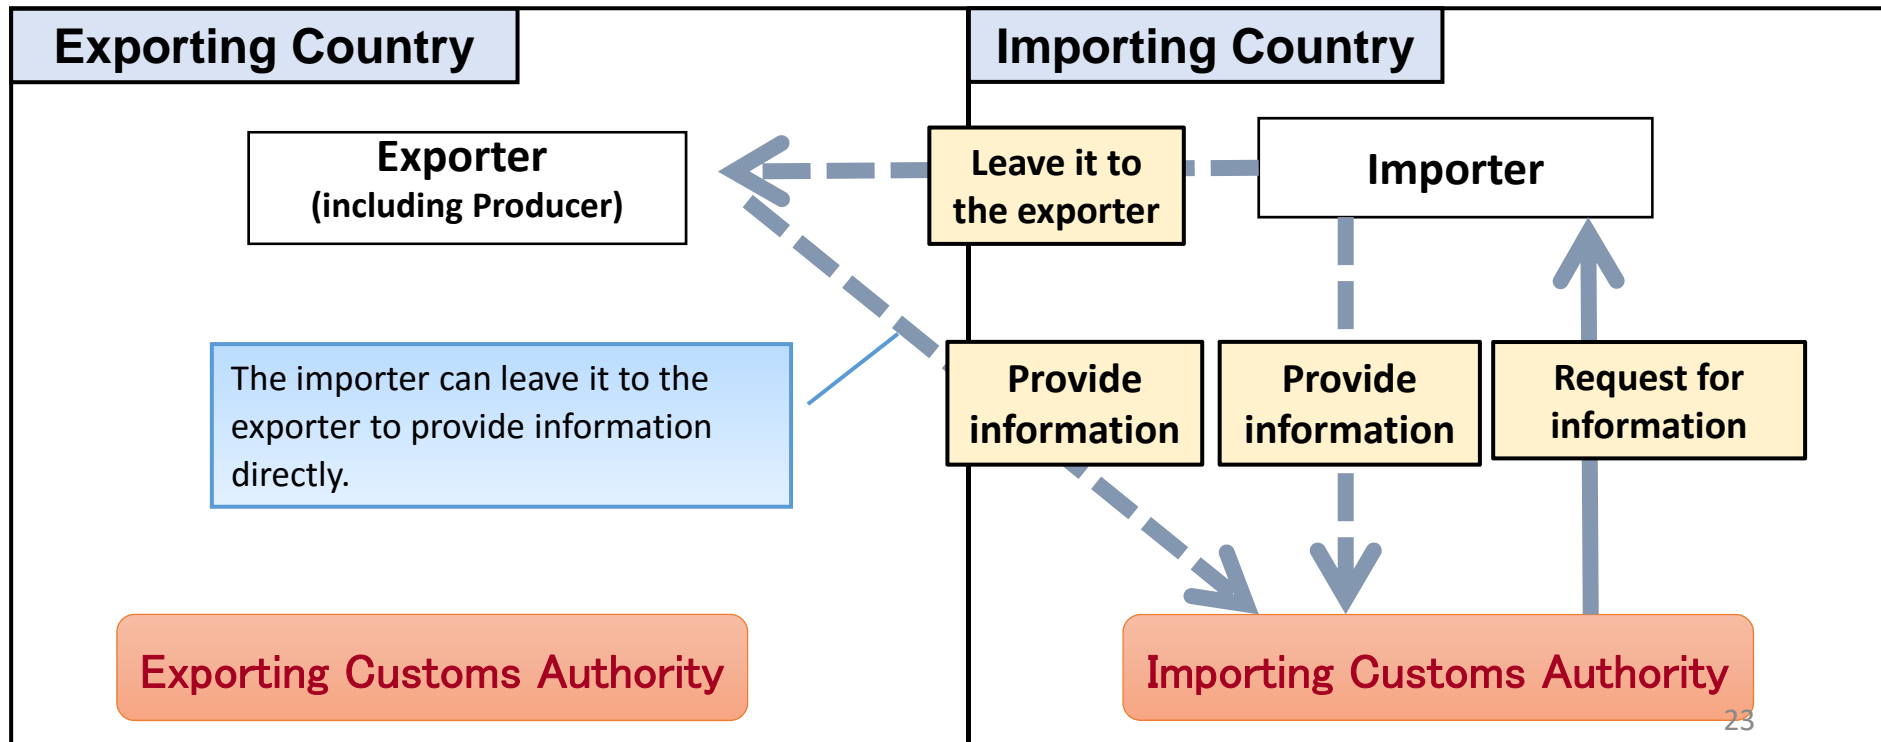 Exporting Country
Importing Country
Exporter
(including Producer)
Leave it to
the exporter
Importer
The importer can leave it to the
exporter to provide information
directly.
Provide
information
Provide
information
Request for
information
Exporting Customs Authority
Importing Customs Authority
23